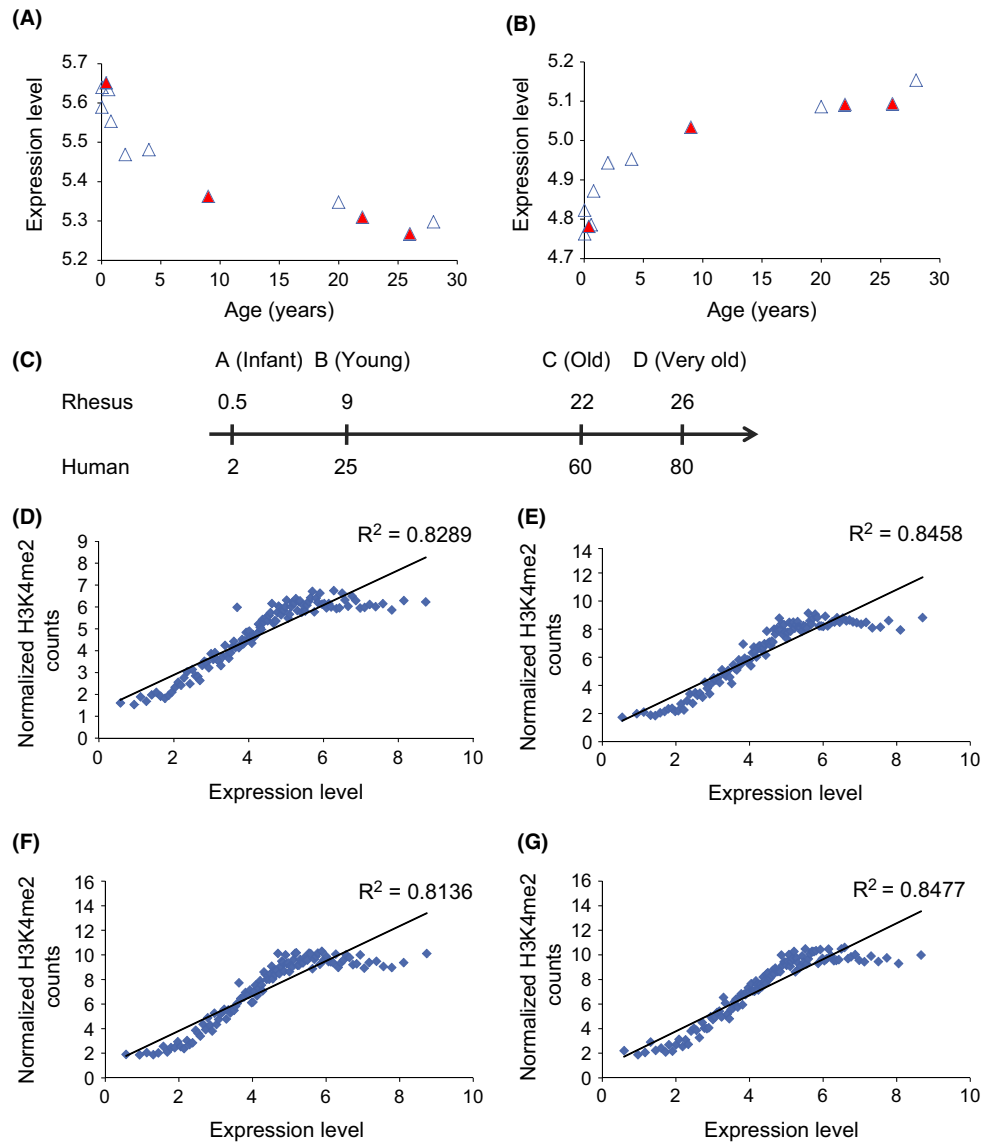 (A)
Expression level
5.7
5.6
5.5
5.4
5.3
5.2
0 5 10 15 20 25 30
Age (years)
(B)
Expression level
5.2
5.1
5.0
4.9
4.8
4.7
0 5 10 15 20 25 30
Age (years)
(C)
A (Infant) B (Young) C (Old) D (Very old)
Rhesus 0.5 9 22 26
Human 2 25 60 80
(D)
R² = 0.8289
Normalized H3K4me2
counts
9
8
7
6
5
4
3
2
1
0
0 2 4 6 8 10
Expression level
(E)
R² = 0.8458
Normalized H3K4me2
counts
14
12
10
8
6
4
2
0
0 2 4 6 8 10
Expression level
(F)
R² = 0.8136
Normalized H3K4me2
counts
16
14
12
10
8
6
4
2
0
0 2 4 6 8 10
Expression level
(G)
R² = 0.8477
Normalized H3K4me2
counts
16
14
12
10
8
6
4
2
0
0 2 4 6 8 10
Expression level